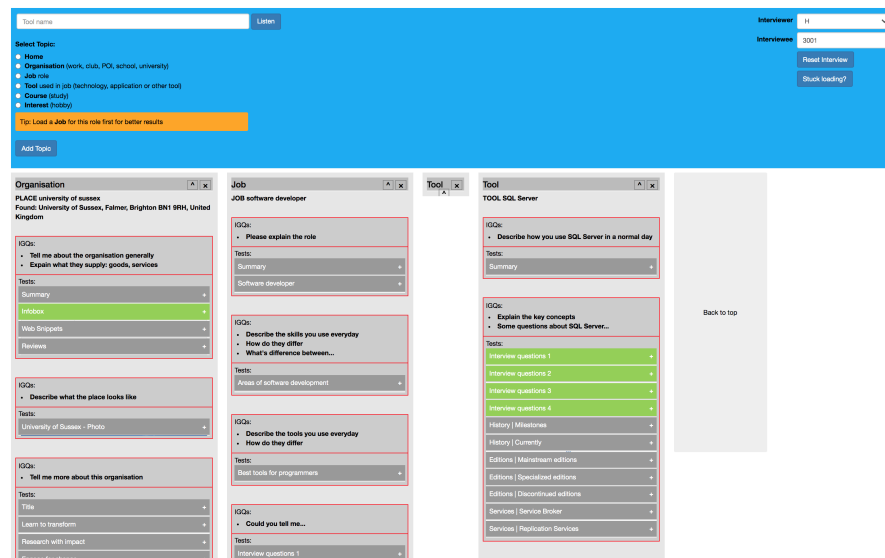 Tool name
Listen
Interviewer
H
Interviewee
3001
Reset Interview
Stuck loading?
Select Topic:
Home
Organisation (work, club, POI, school, university)
Job role
Tool used in job (technology, application or other tool)
Course (study)
Interest (hobby)
Tip: Load a Job for this role first for better results
Add Topic
Organisation
^ x
PLACE university of sussex
Found: University of Sussex, Falmer, Brighton BN1 9RH, United
Kingdom
IGQs:
• Tell me about the organisation generally
• Expain what they supply: goods, services
Tests:
Summary +
Infobox +
Web Snippets +
Reviews +
IGQs:
• Describe what the place looks like
Tests:
University of Sussex - Photo +
IGQs:
• Tell me more about this organisation
Tests:
Title +
Learn to transform +
Research with impact +
Job
^ x
JOB software developer
IGQs:
• Please explain the role
Tests:
Summary +
Software developer +
IGQs:
• Describe the skills you use everyday
• How do they differ
• What's difference between...
Tests:
Areas of software development +
IGQs:
• Describe the tools you use everyday
• How do they differ
Tests:
Best tools for programmers +
IGQs:
• Could you tell me...
Tests:
Interview questions 1 +
Tool x
^
Tool
^ x
TOOL SQL Server
IGQs:
• Describe how you use SQL Server in a normal day
Tests:
Summary +
IGQs:
• Explain the key concepts
• Some questions about SQL Server...
Tests:
Interview questions 1 +
Interview questions 2 +
Interview questions 3 +
Interview questions 4 +
History | Milestones +
History | Currently +
Editions | Mainstream editions +
Editions | Specialized editions +
Editions | Discontinued editions +
Services | Service Broker +
Services | Replication Services +
Back to top